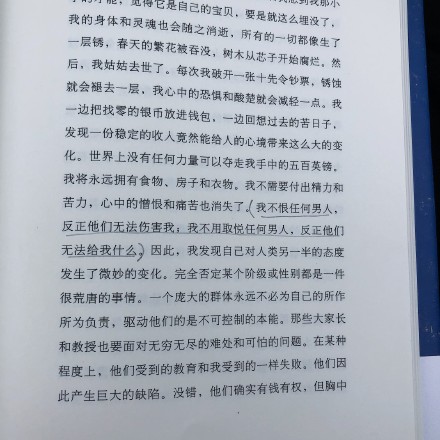 的才能，觉得它是自己的宝贝，要是就这么埋没了，
我的身体和灵魂也会随之消逝，所有的一切都像生了
一层锈，春天的繁花被吞没，树木从芯子开始腐烂。然
后，我姑姑去世了。每次我破开一张十先令钞票，锈蚀
就会褪去一层，我心中的恐惧和酸楚就会减轻一点。我
一边把找零的银币放进钱包，一边回想过去的苦日子，
发现一份稳定的收入竟然能给人的心境带来这么大的变
化。世界上没有任何力量可以夺走我手中的五百英镑，
我将永远拥有食物、房子和衣物。我不需要付出精力和
苦力，心中的憎恨和痛苦也消失了。我不恨任何男人，
反正他们无法伤害我；我不用取悦任何男人，反正他们
无法给我什么。因此，我发现自己对人类另一半的态度
发生了微妙的变化。完全否定某个阶级或性别都是一件
很荒唐的事情。一个庞大的群体永远不必为自己的所作
所为负责，驱动他们的是不可控制的本能。那些大家长
和教授也要面对无穷无尽的难处和可怕的问题。在某种
程度上，他们受到的教育和我受到的一样失败。他们因
此产生巨大的缺陷。没错，他们确实有钱有权，但胸中